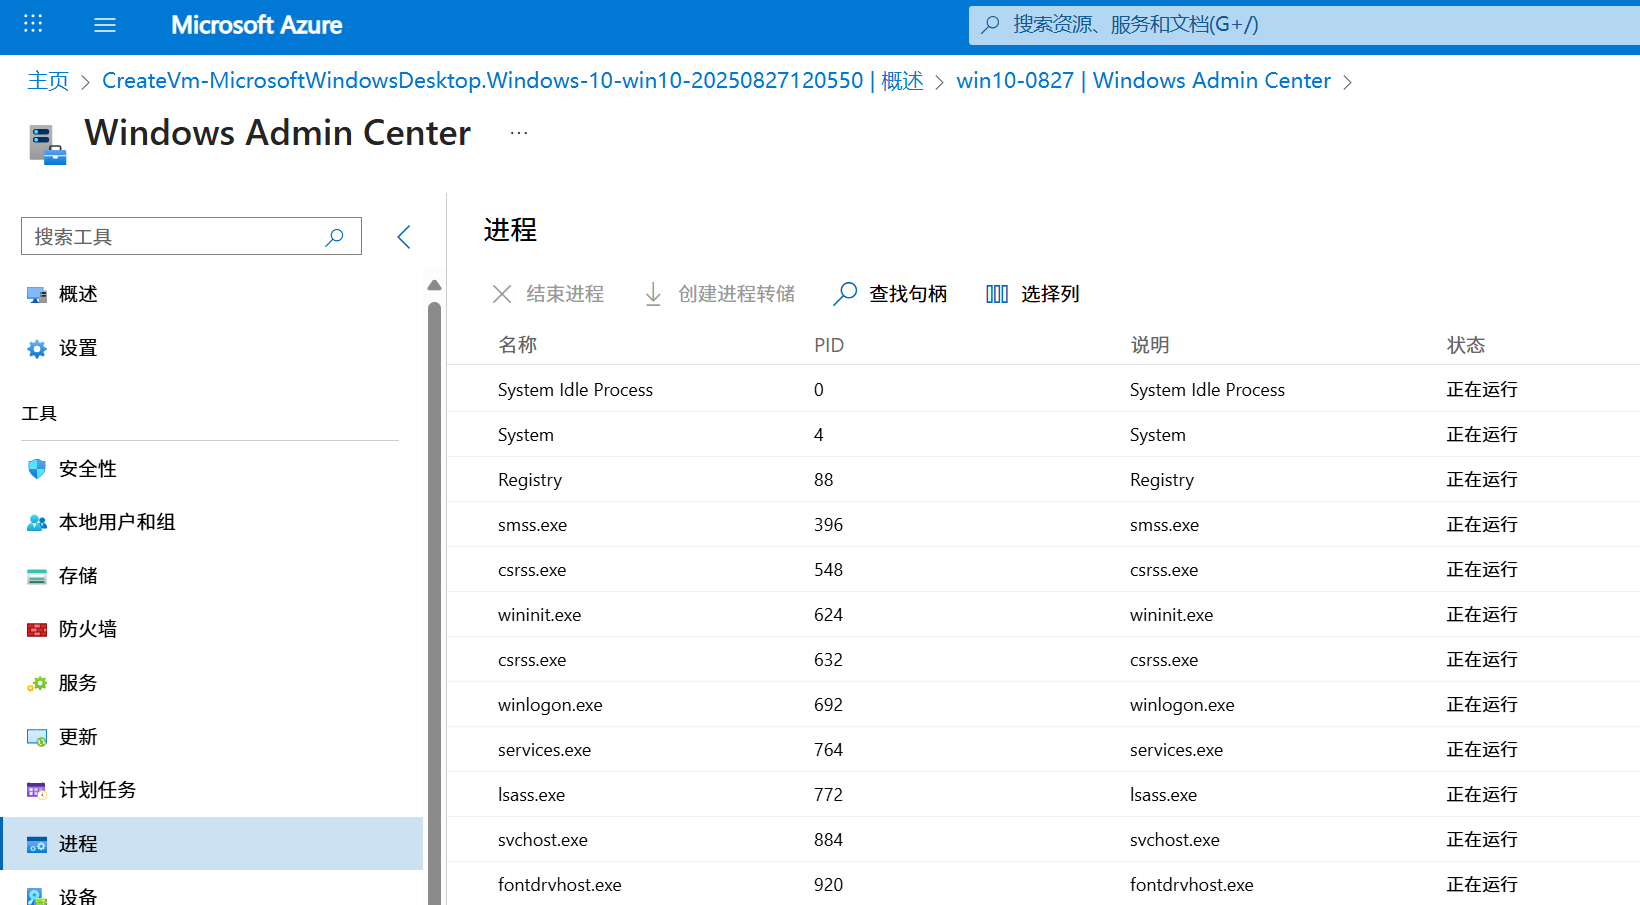 Microsoft Azure
搜索资源、服务和文档(G+/)
主页 > CreateVm-MicrosoftWindowsDesktop.Windows-10-win10-20250827120550 | 概述 > win10-0827 | Windows Admin Center >
Windows Admin Center ...
搜索工具
概述
设置
工具
安全性
本地用户和组
存储
防火墙
服务
更新
计划任务
进程
设备
进程
结束进程 创建进程转储 查找句柄 选择列
名称 PID 说明 状态
System Idle Process 0 System Idle Process 正在运行
System 4 System 正在运行
Registry 88 Registry 正在运行
smss.exe 396 smss.exe 正在运行
csrss.exe 548 csrss.exe 正在运行
wininit.exe 624 wininit.exe 正在运行
csrss.exe 632 csrss.exe 正在运行
winlogon.exe 692 winlogon.exe 正在运行
services.exe 764 services.exe 正在运行
lsass.exe 772 lsass.exe 正在运行
svchost.exe 884 svchost.exe 正在运行
fontdrvhost.exe 920 fontdrvhost.exe 正在运行